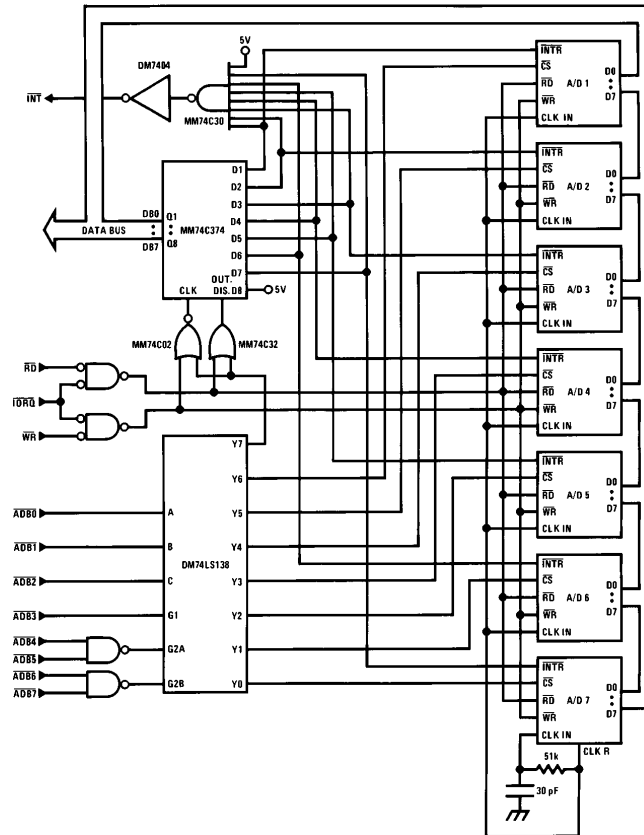 5V
DM7404
INT
MM74C30
D1
D2
D3
D4
D5
D6
D7
OUT.
DIS. D8
5V
DB0
DB7
Q1
Q8
MM74C374
DATA BUS
CLK
MM74C02
MM74C32
RD
IORQ
WR
Y7
Y6
Y5
Y4
Y3
Y2
Y1
Y0
DM74LS138
ADB0
A
ADB1
B
ADB2
C
ADB3
G1
ADB4
ADB5
G2A
ADB6
ADB7
G2B
INTR
CS
RD A/D 1
WR
CLK IN
D0
D7
INTR
CS
RD A/D 2
WR
CLK IN
D0
D7
INTR
CS
RD A/D 3
WR
CLK IN
D0
D7
INTR
CS
RD A/D 4
WR
CLK IN
D0
D7
INTR
CS
RD A/D 5
WR
CLK IN
D0
D7
INTR
CS
RD A/D 6
WR
CLK IN
D0
D7
INTR
CS
RD A/D 7
WR
CLK IN
D0
D7
CLK R
51k
30 pF